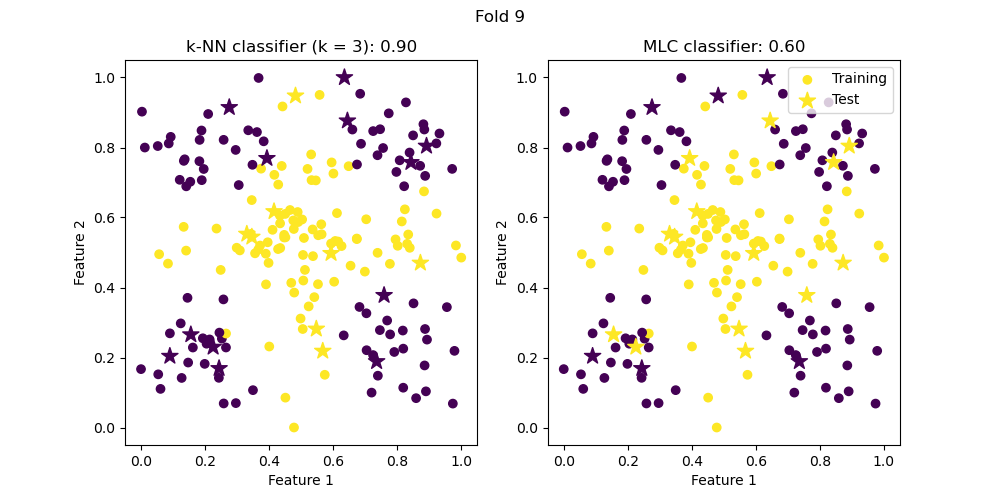 Fold 9
k-NN classifier (k = 3): 0.90
MLC classifier: 0.60
Training
Test
Feature 2
1.0
0.8
0.6
0.4
0.2
0.0
0.0 0.2 0.4 0.6 0.8 1.0
Feature 1
Feature 2
1.0
0.8
0.6
0.4
0.2
0.0
0.0 0.2 0.4 0.6 0.8 1.0
Feature 1